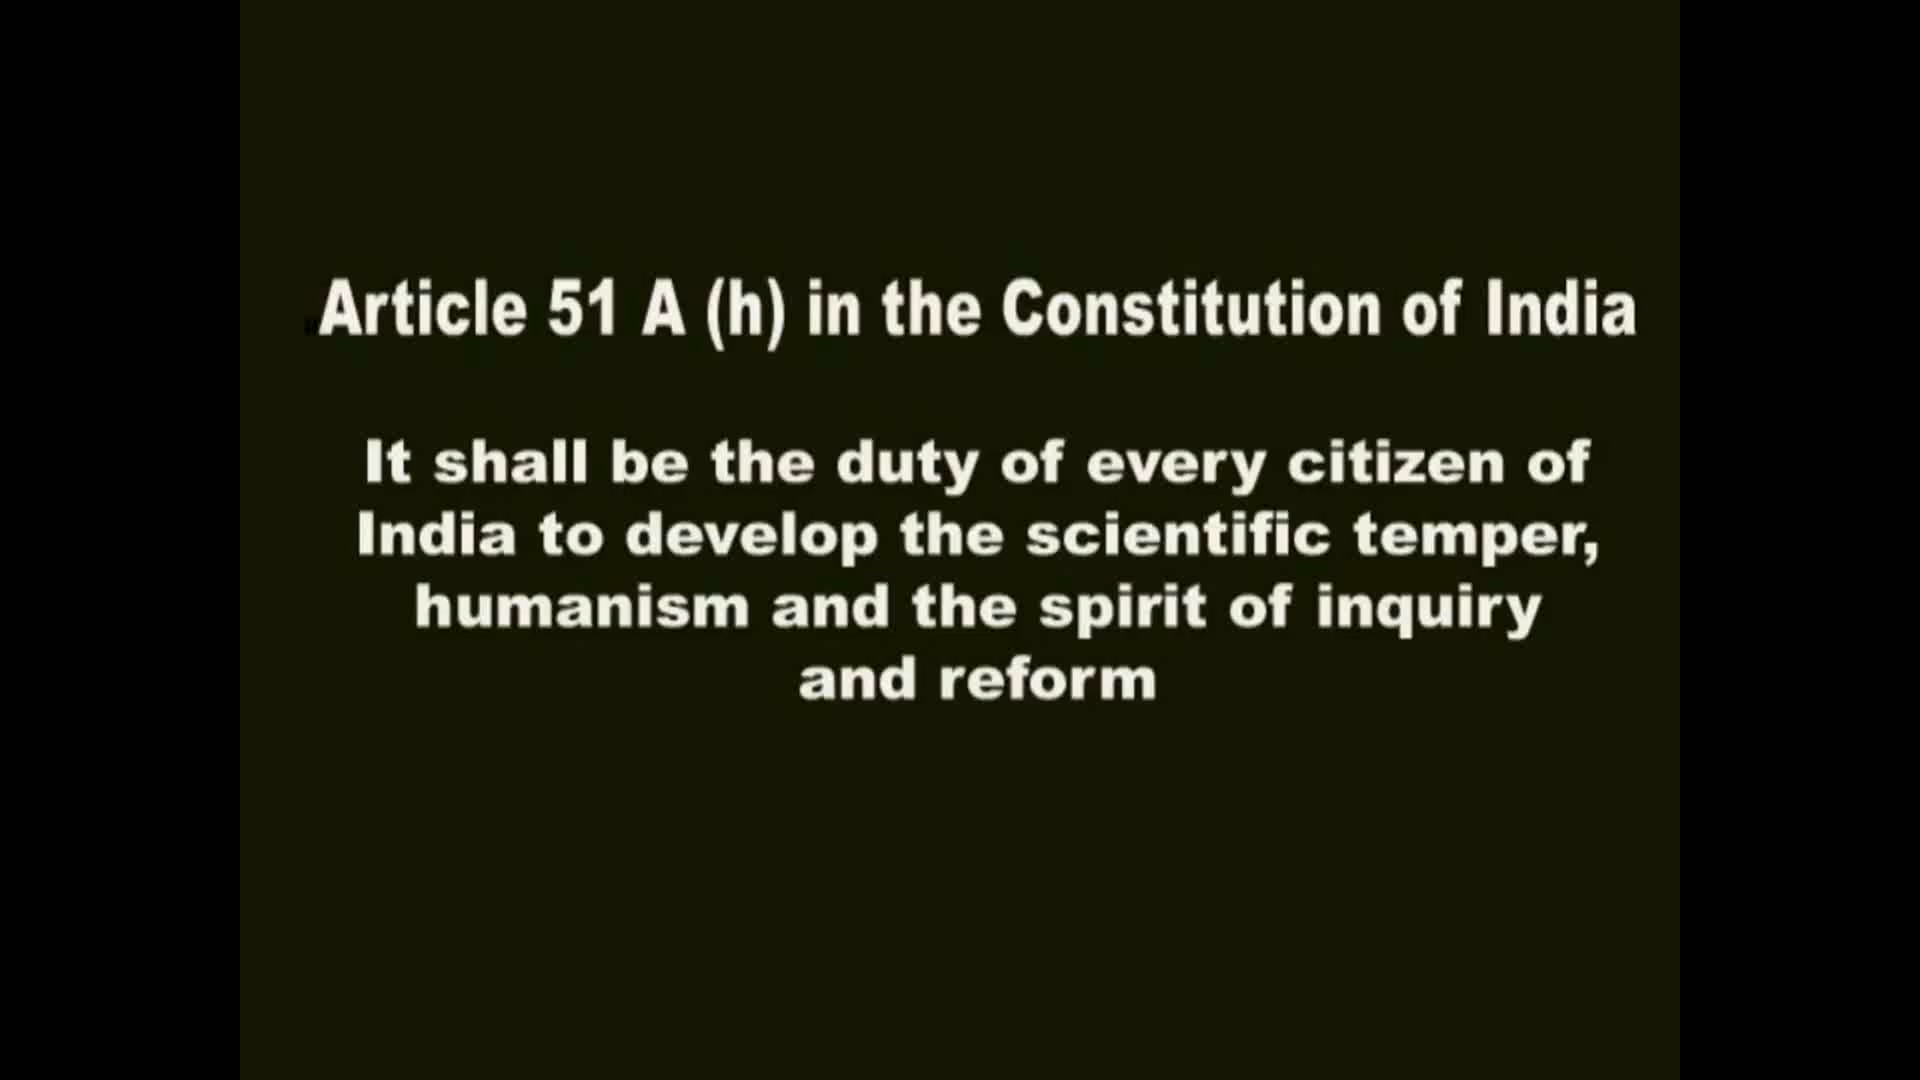 Article 51 A (h) in the Constitution of India
It shall be the duty of every citizen of
India to develop the scientific temper,
humanism and the spirit of inquiry
and reform